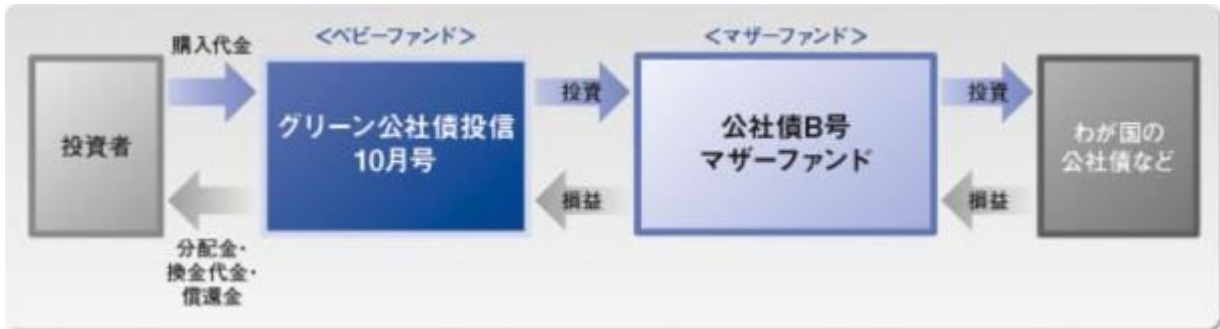 購入代金
<ベビーファンド>
<マザーファンド>
投資者
グリーン公社債投信
10月号
投資
公社債B号
マザーファンド
投資
わが国の
公社債など
損益
損益
分配金・
換金代金・
償還金